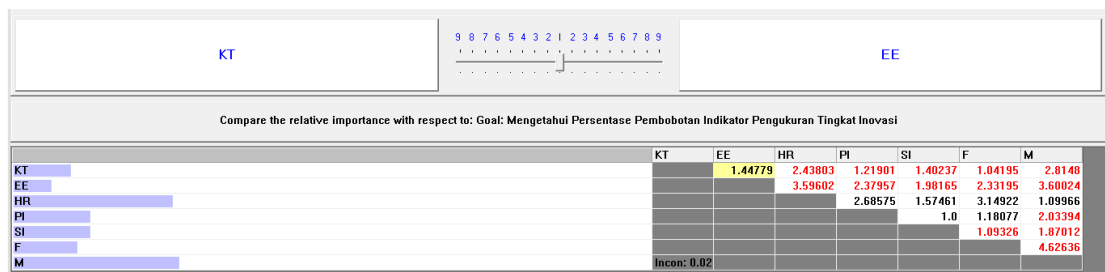 KT
9 8 7 6 5 4 3 2 1 2 3 4 5 6 7 8 9
EE
Compare the relative importance with respect to: Goal: Mengetahui Persentase Pembobotan Indikator Pengukuran Tingkat Inovasi
KT EE HR PI SI F M
KT 1.44779 2.43803 1.21901 1.40237 1.04195 2.8148
EE 3.59602 2.37957 1.98165 2.33195 3.60024
HR 2.68575 1.57461 3.14922 1.09966
PI 1.0 1.18077 2.03394
SI 1.09326 1.87012
F 4.62636
M Incon: 0.02